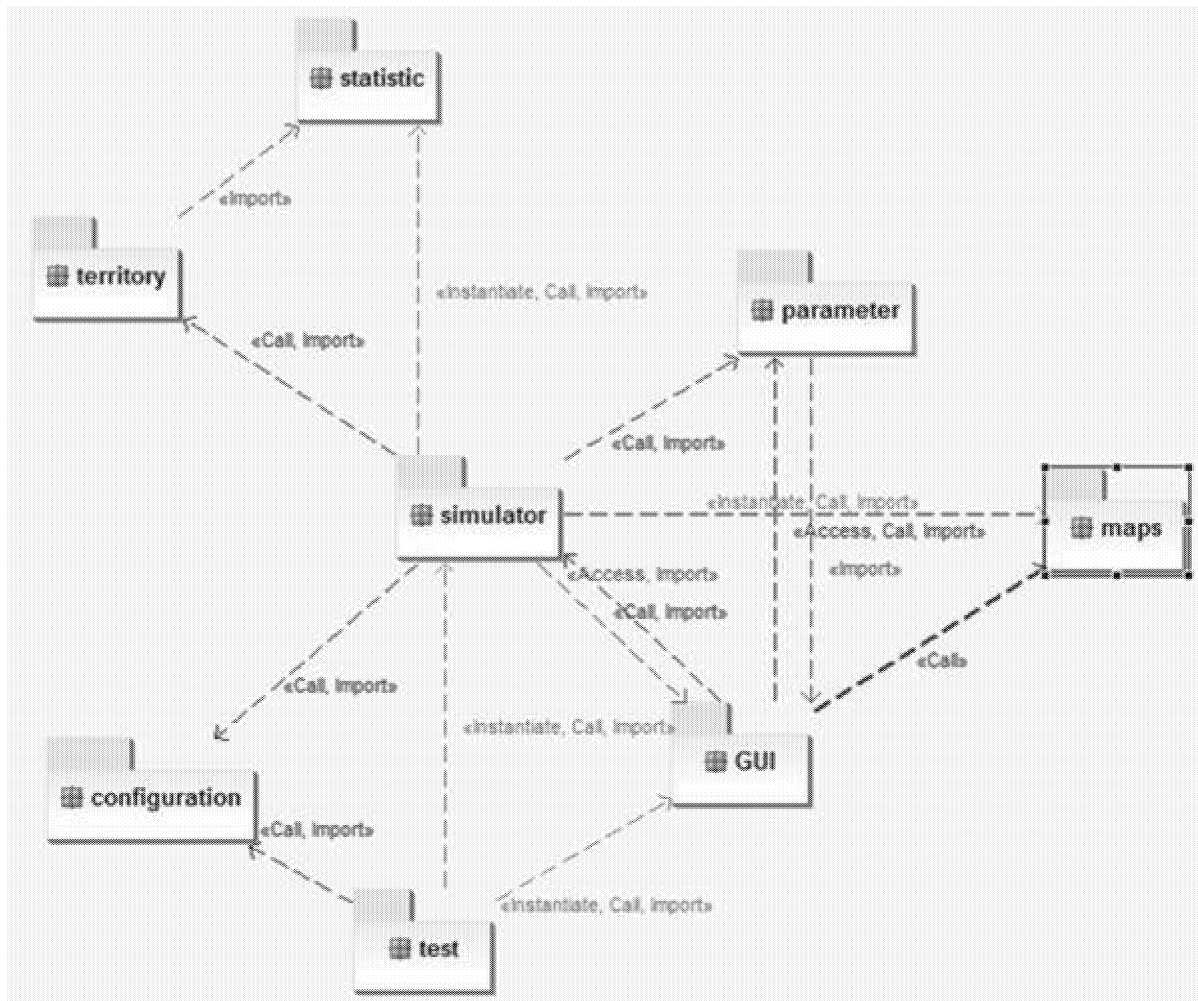 statistic
«Import»
territory
«Instantiate, Call, Import»
parameter
«Call, Import»
«Call, Import»
simulator
«Instantiate, Call, Import»
«Access, Call, Import»
maps
«Import»
«Access, Import»
«Call, Import»
«Call»
«Call, Import»
«Instantiate, Call, Import»
GUI
configuration
«Call, Import»
«Instantiate, Call, Import»
test